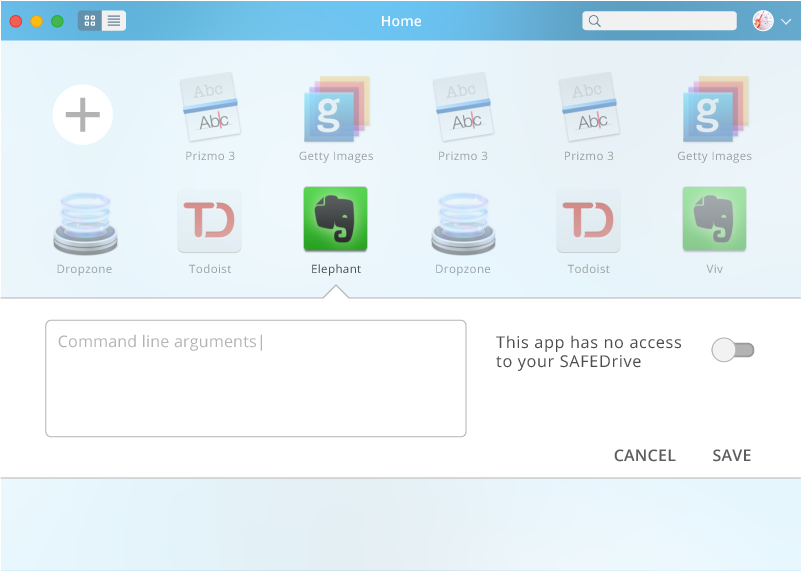 Home
Abc
Abc
Prizmo 3
g
Getty Images
Abc
Abc
Prizmo 3
Abc
Abc
Prizmo 3
g
Getty Images
Dropzone
TD
Todoist
Elephant
Dropzone
TD
Todoist
Viv
Command line arguments
This app has no access
to your SAFEDrive
CANCEL
SAVE